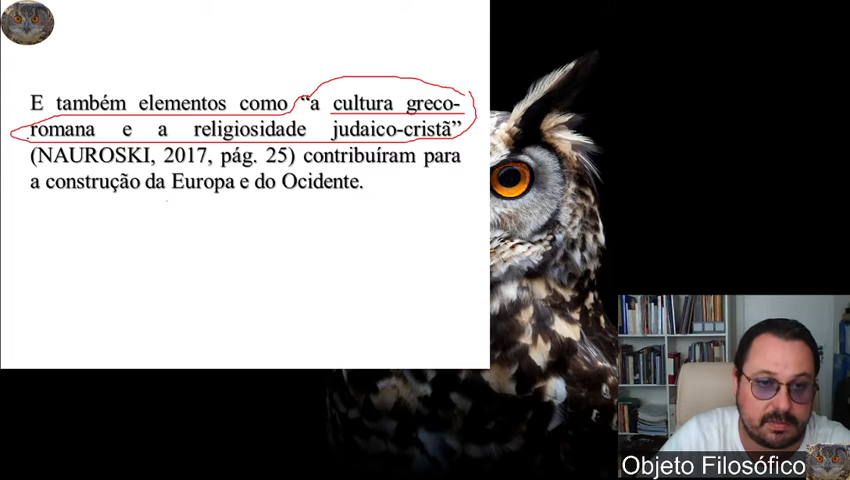 E também elementos como “a cultura greco-
romana e a religiosidade judaico-cristã”
(NAUROSKI, 2017, pág. 25) contribuíram para
a construção da Europa e do Ocidente.
Objeto Filosófico